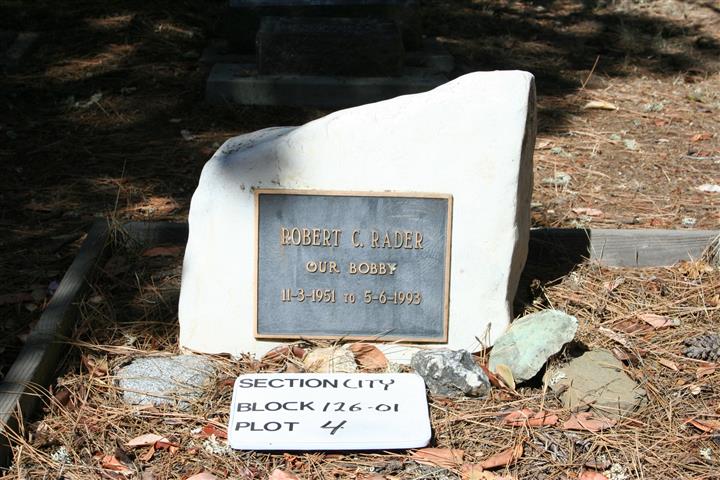 ROBERT C. RADER
OUR BOBBY
11-3-1951 TO 5-6-1993
SECTION CITY
BLOCK 126-01
PLOT 4